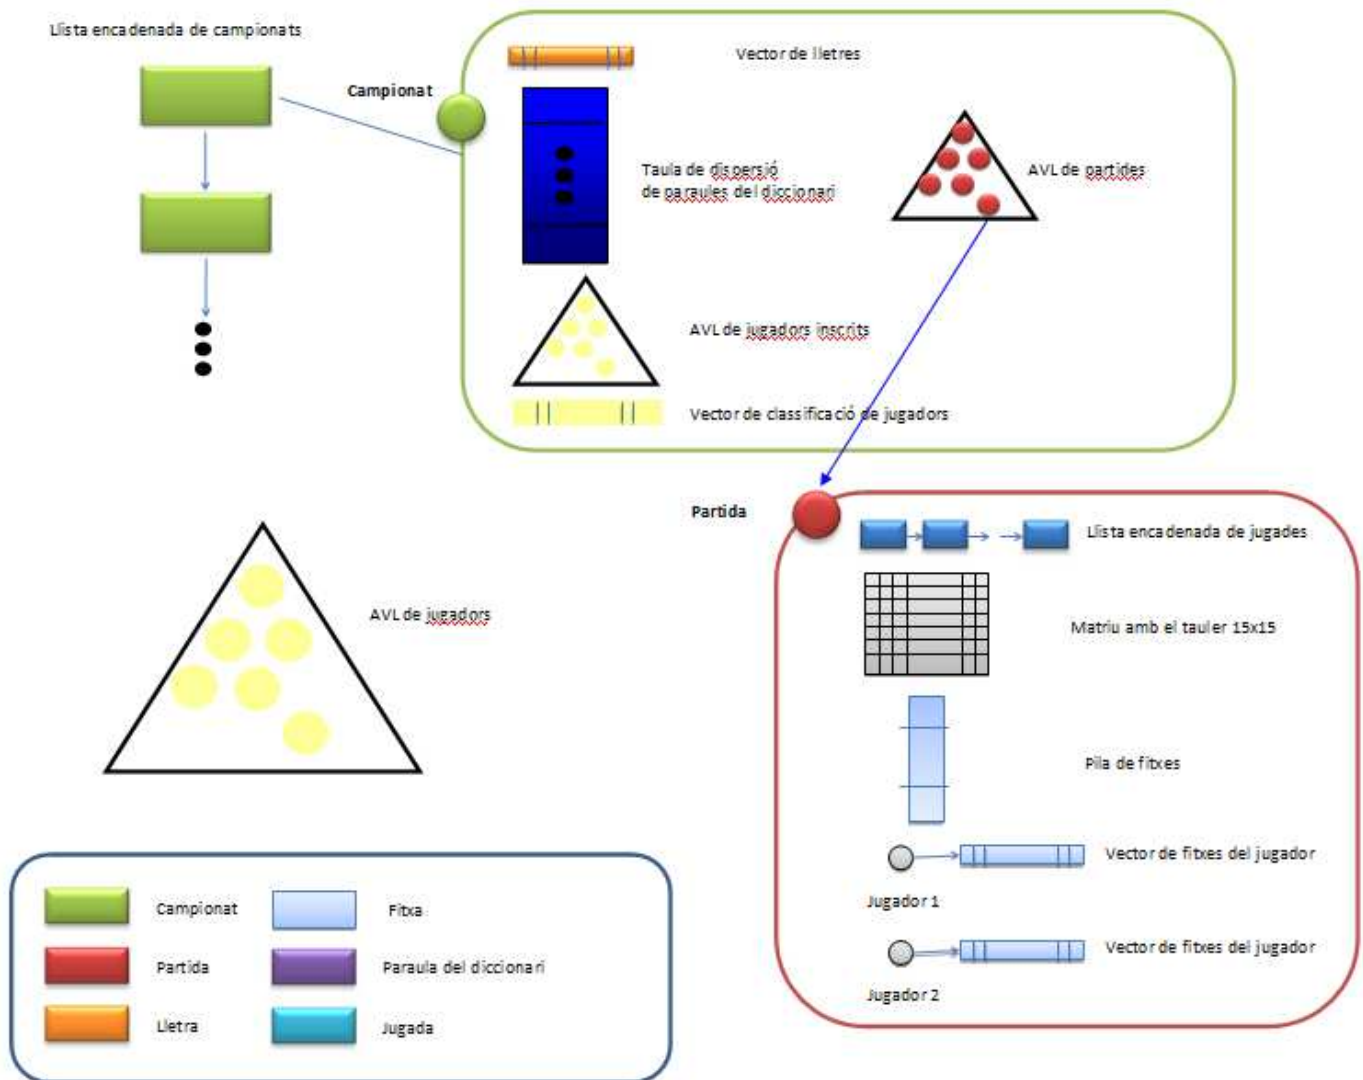 Llista encadenada de campionats
Campionat
Vector de lletres
Taula de dispersió
de paraules del diccionari
AVL de partides
AVL de jugadors inscrits
Vector de classificació de jugadors
Partida
Llista encadenada de jugades
AVL de jugadors
Matriu amb el tauler 15x15
Pila de fitxes
Vector de fitxes del jugador
Jugador 1
Vector de fitxes del jugador
Jugador 2
Campionat
Fitxa
Partida
Paraula del diccionari
Lletra
Jugada